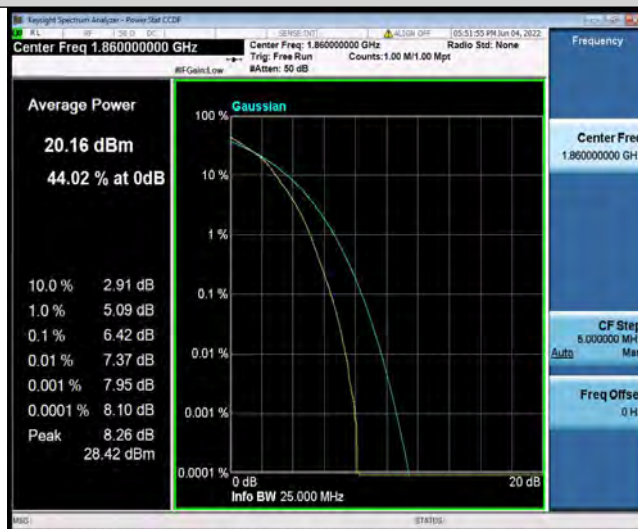 Keysight Spectrum Analyzer - Power Stat CCDF
RL RF 50 Ω DC SENSE:INT ALIGN OFF 05:51:55 PM Jun 04, 2022
Center Freq 1.860000000 GHz
Center Freq: 1.860000000 GHz
Radio Std: None
Trig: Free Run
Counts:1.00 M/1.00 Mpt
#IFGain:Low
#Atten: 50 dB
Frequency
Average Power
20.16 dBm
44.02 % at 0dB
10.0 % 2.91 dB
1.0 % 5.09 dB
0.1 % 6.42 dB
0.01 % 7.37 dB
0.001 % 7.95 dB
0.0001 % 8.10 dB
Peak 8.26 dB
28.42 dBm
Gaussian
100 %
10 %
1 %
0.1 %
0.01 %
0.001 %
0.0001 %
0 dB
20 dB
Info BW 25.000 MHz
Center Freq
1.860000000 GH
CF Step
5.000000 MH
Auto Man
Freq Offse
0 H
MSG
STATUS